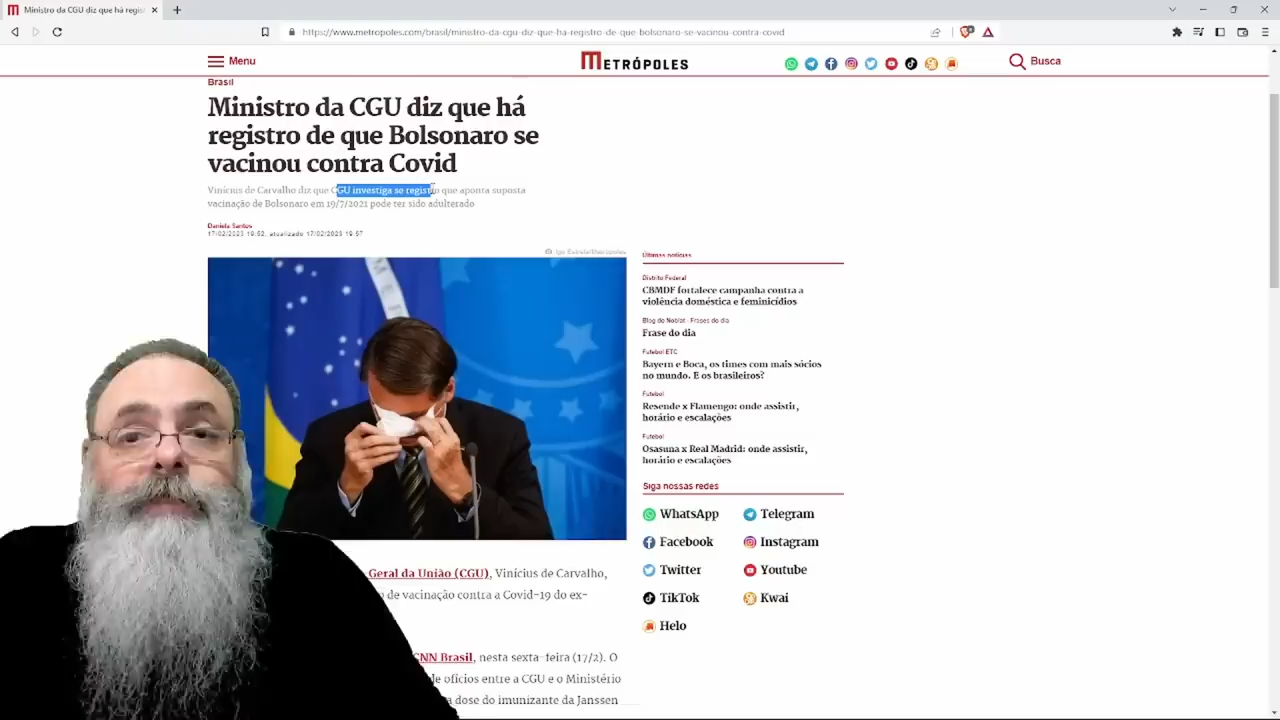 Ministro da CGU diz que há regist
https://www.metropoles.com/brasil/ministro-da-cgu-diz-que-ha-registro-de-que-bolsonaro-se-vacinou-contra-covid
Menu
METRÓPOLES
Busca
Brasil
Ministro da CGU diz que há
registro de que Bolsonaro se
vacinou contra Covid
Vinícius de Carvalho diz que CGU investiga se registro que aponta suposta
vacinação de Bolsonaro em 19/7/2021 pode ter sido adulterado
Daniela Santos
17/02/2023 18:52, atualizado 17/02/2023 19:57
Igo Estrela/Metrópoles
Geral da União (CGU), Vinícius de Carvalho,
de vacinação contra a Covid-19 do ex-
CNN Brasil, nesta sexta-feira (17/2). O
de ofícios entre a CGU e o Ministério
dose do imunizante da Janssen
Últimas notícias
Distrito Federal
CBMDF fortalece campanha contra a
violência doméstica e feminicídios
Blog do Noblat - Frases do dia
Frase do dia
Futebol ETC
Bayern e Boca, os times com mais sócios
no mundo. E os brasileiros?
Futebol
Resende x Flamengo: onde assistir,
horário e escalações
Futebol
Osasuna x Real Madrid: onde assistir,
horário e escalações
Siga nossas redes
WhatsApp
Telegram
Facebook
Instagram
Twitter
Youtube
TikTok
Kwai
Helo